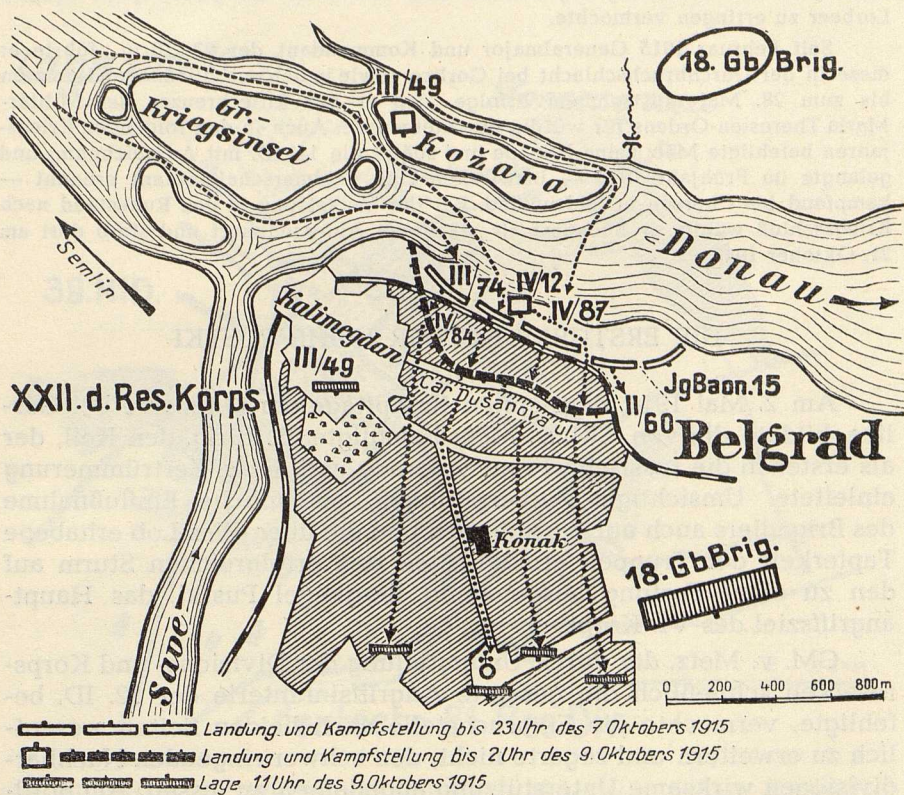 18. Gb Brig.
III/49
Gr.-
Kriegsinsel
Kožara
Semlin
Donau
III/74
IV/12
IV/87
IV/84
Kalimegdan
III/49
XXII. d. Res. Korps
Car Dušanova ul.
JgBaon. 15
II/60
Belgrad
Konak
18. GbBrig.
Save
0 200 400 600 800m
Landung. und Kampfstellung bis 23 Uhr des 7. Oktobers 1915
Landung und Kampfstellung bis 2 Uhr des 9. Oktobers 1915
Lage 11 Uhr des 9. Oktobers 1915.